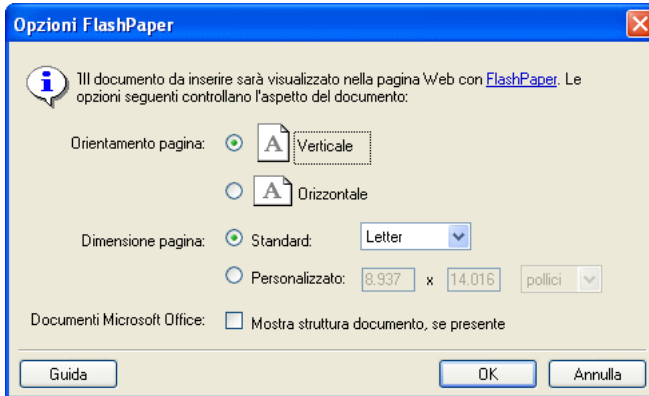 Opzioni FlashPaper
'Ill documento da inserire sarà visualizzato nella pagina Web con FlashPaper. Le
opzioni seguenti controllano l'aspetto del documento:
Orientamento pagina: A Verticale
A Orizzontale
Dimensione pagina: Standard: Letter
Personalizzato: 8.937 x 14.016 pollici
Documenti Microsoft Office: Mostra struttura documento, se presente
Guida OK Annulla